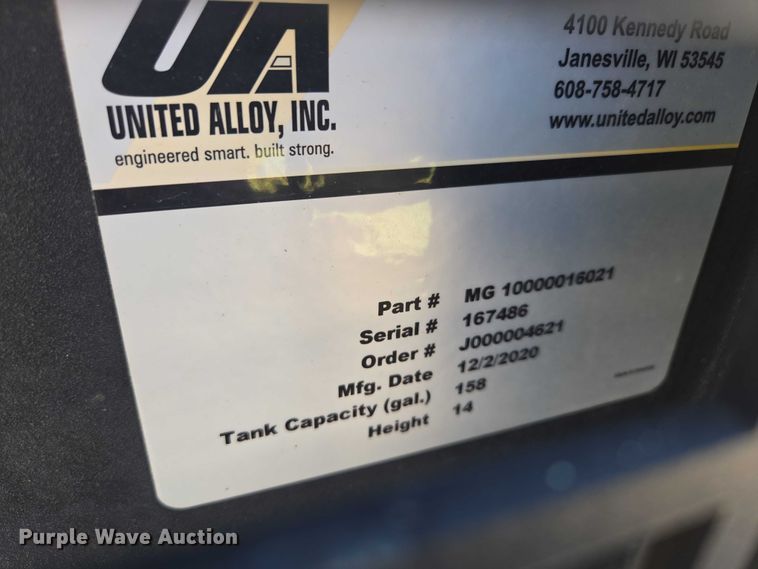 UA
UNITED ALLOY, INC.
engineered smart. built strong.
4100 Kennedy Road
Janesville, WI 53545
608-758-4717
www.unitedalloy.com
Part # MG 10000016021
Serial # 167486
Order # J000004621
Mfg. Date 12/2/2020
Tank Capacity (gal.) 158
Height 14
Purple Wave Auction